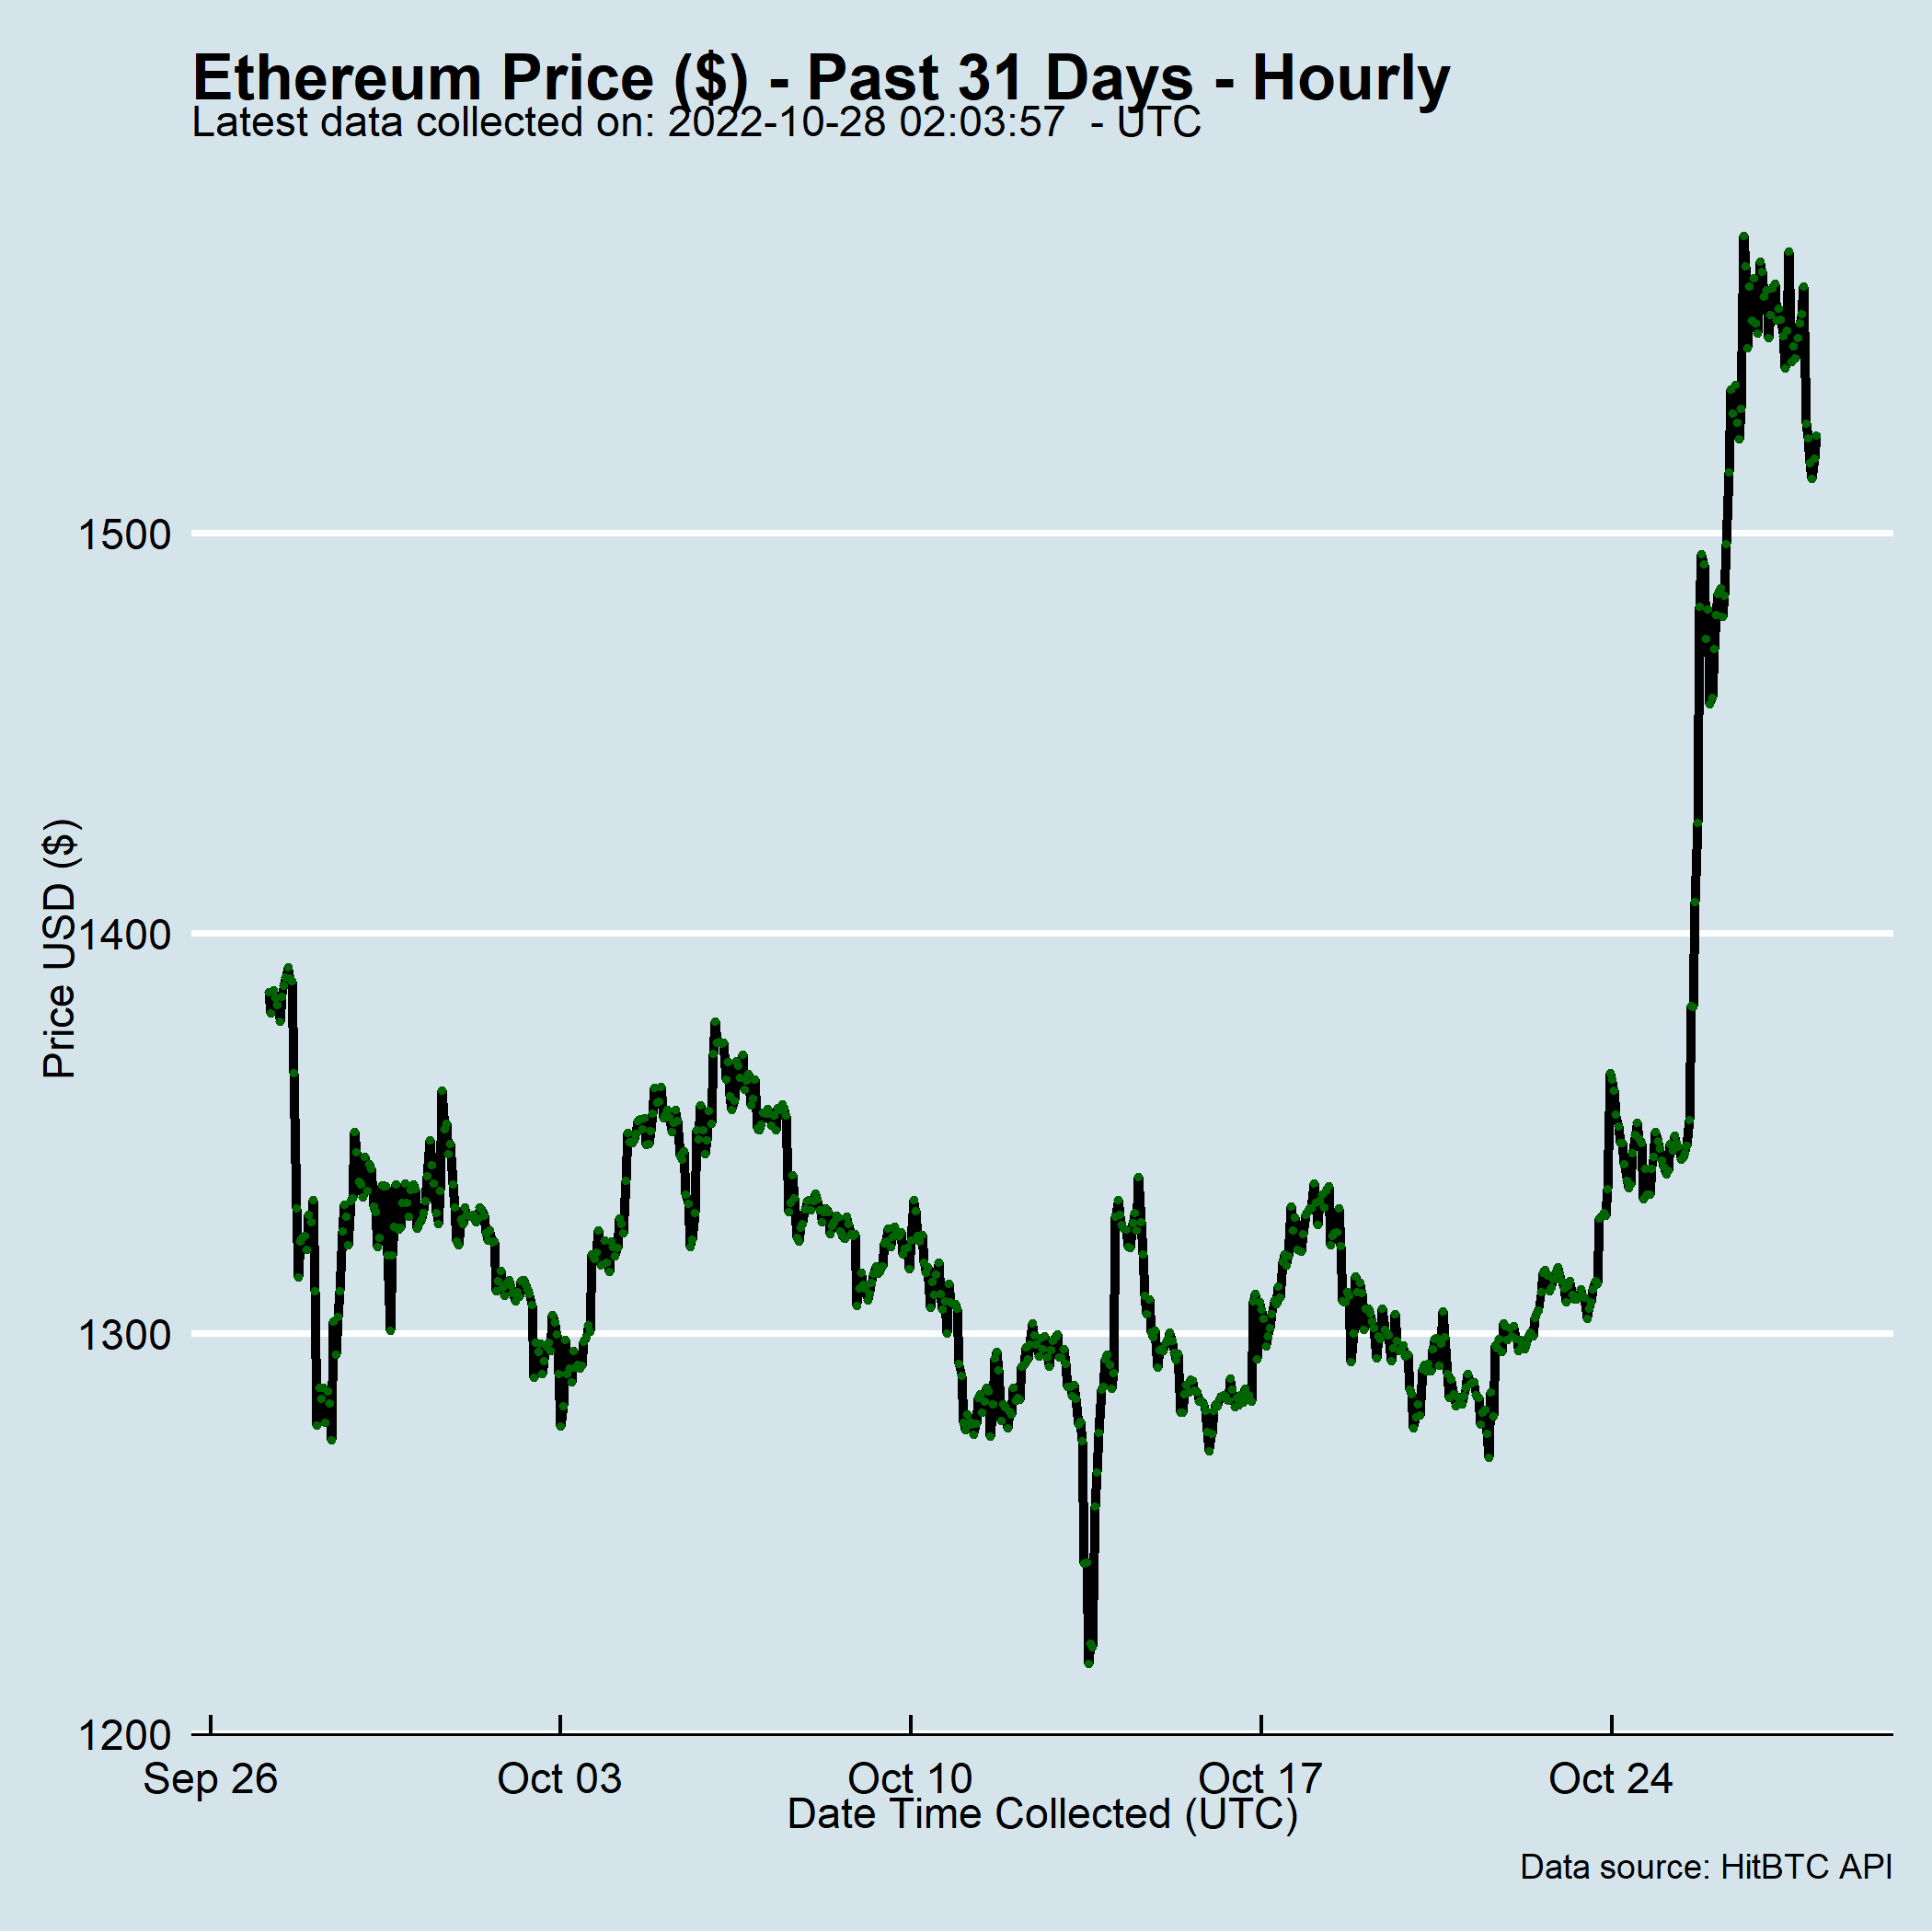 Ethereum Price ($) - Past 31 Days - Hourly
Latest data collected on: 2022-10-28 02:03:57  - UTC
Price USD ($)
1500
1400
1300
1200
Sep 26
Oct 03
Oct 10
Oct 17
Oct 24
Date Time Collected (UTC)
Data source: HitBTC API